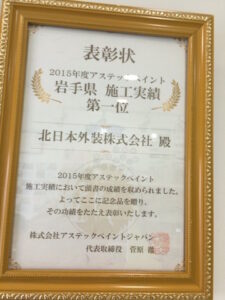 表彰状
2015年度アステックペイント
岩手県 施工実績
第一位
北日本外装株式会社 殿
2015年度アステックペイント
施工実績において頭書の成績を収められました。
よってここに記念品を贈り、
その功績をたたえ表彰いたします。
株式会社アステックペイントジャパン
代表取締役 菅原 徹